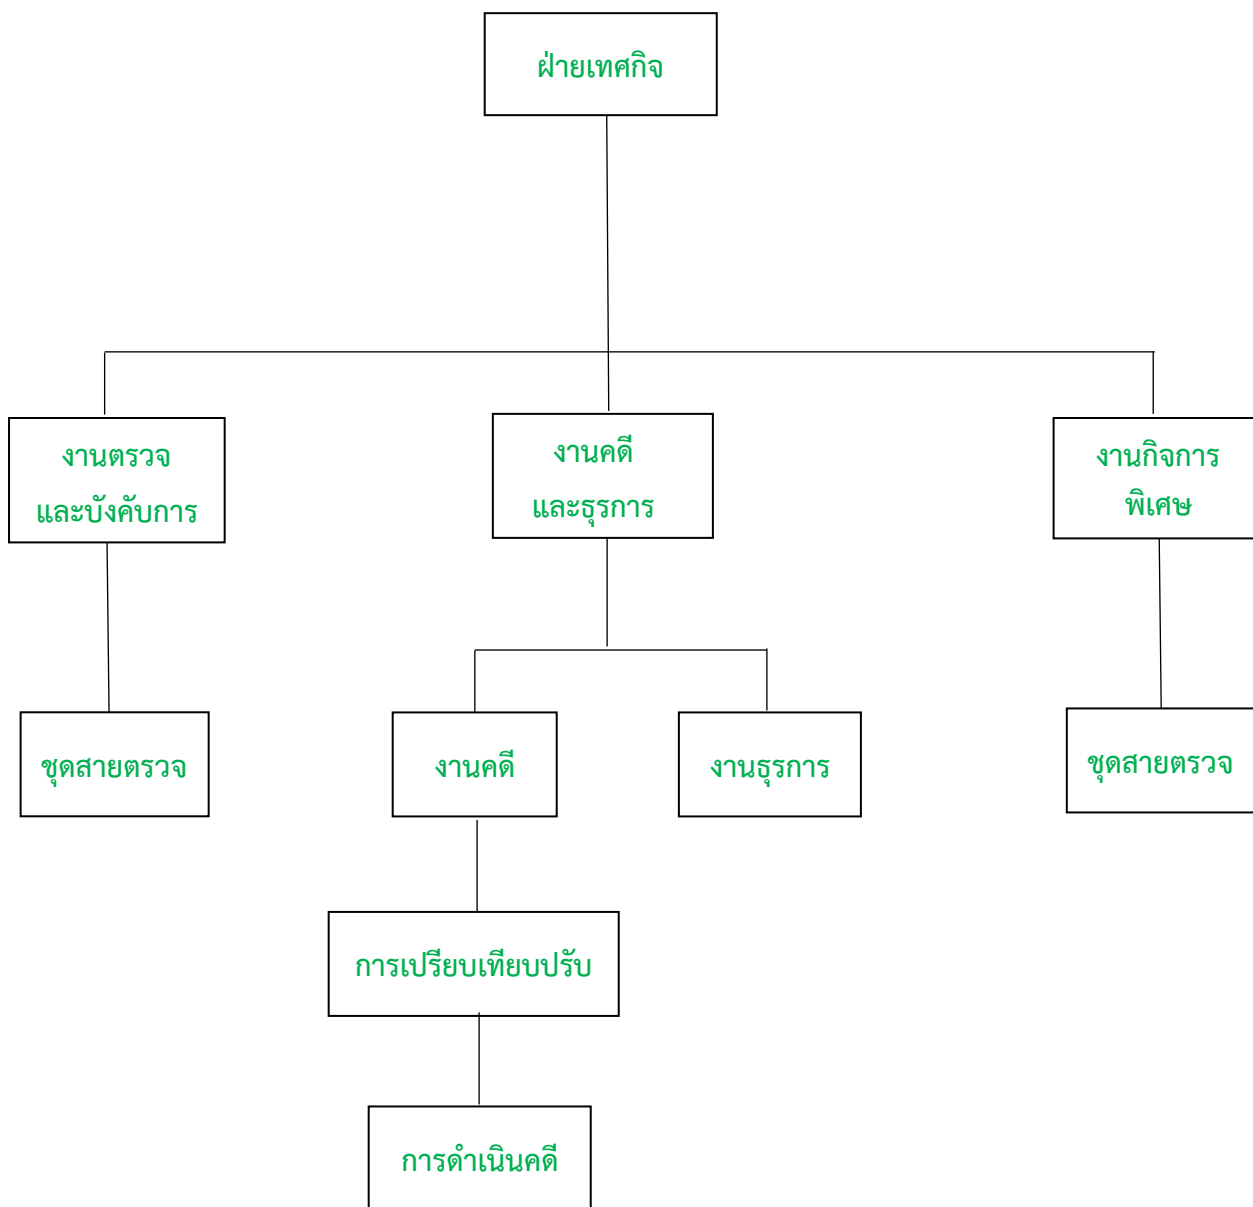 ฝ่ายเทศกิจ
งานตรวจ
และบังคับการ
งานคดี
และธุรการ
งานกิจการ
พิเศษ
ชุดสายตรวจ
งานคดี
งานธุรการ
ชุดสายตรวจ
การเปรียบเทียบปรับ
การดำเนินคดี